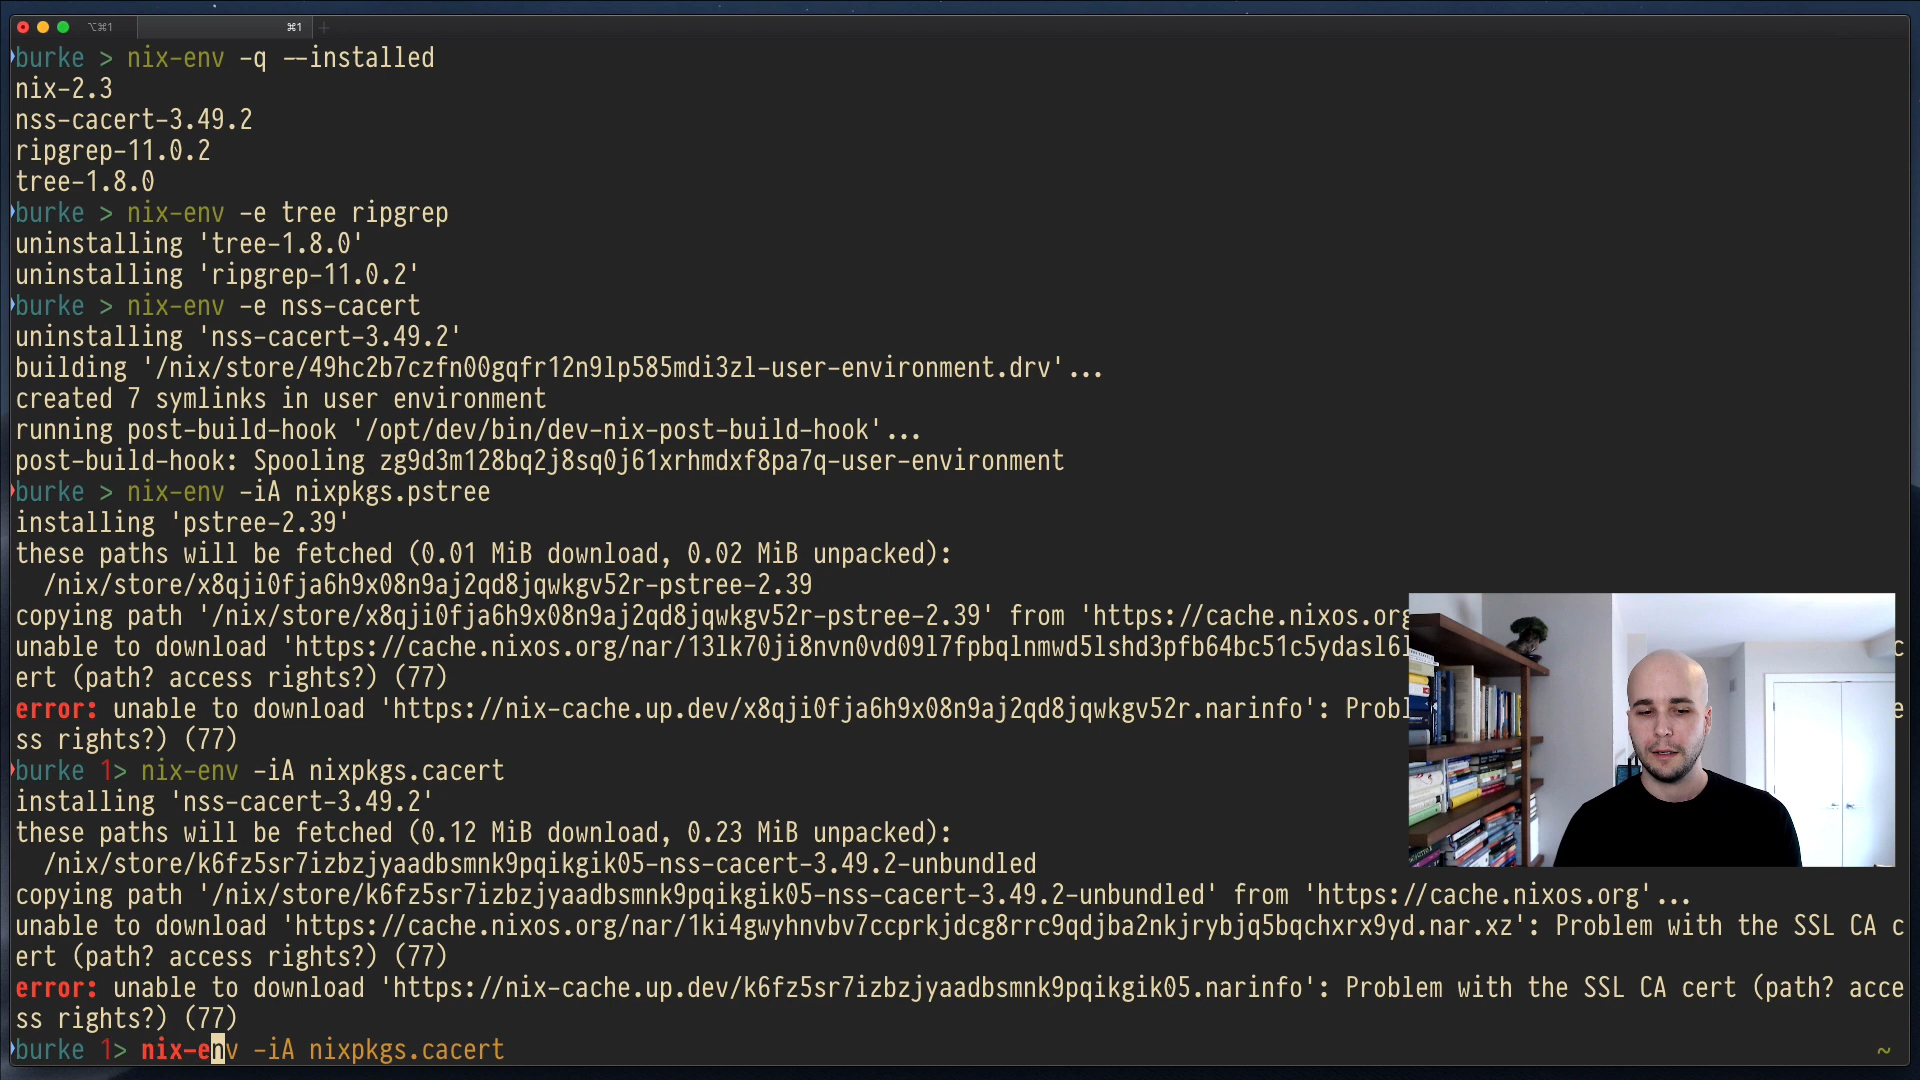 ⌥⌘1
⌘1
burke > nix-env -q --installed
nix-2.3
nss-cacert-3.49.2
ripgrep-11.0.2
tree-1.8.0
burke > nix-env -e tree ripgrep
uninstalling 'tree-1.8.0'
uninstalling 'ripgrep-11.0.2'
burke > nix-env -e nss-cacert
uninstalling 'nss-cacert-3.49.2'
building '/nix/store/49hc2b7czfn00gqfr12n9lp585mdi3zl-user-environment.drv'...
created 7 symlinks in user environment
running post-build-hook '/opt/dev/bin/dev-nix-post-build-hook'...
post-build-hook: Spooling zg9d3m128bq2j8sq0j61xrhmdxf8pa7q-user-environment
burke > nix-env -iA nixpkgs.pstree
installing 'pstree-2.39'
these paths will be fetched (0.01 MiB download, 0.02 MiB unpacked):
/nix/store/x8qji0fja6h9x08n9aj2qd8jqwkgv52r-pstree-2.39
copying path '/nix/store/x8qji0fja6h9x08n9aj2qd8jqwkgv52r-pstree-2.39' from 'https://cache.nixos.org
unable to download 'https://cache.nixos.org/nar/13lk70ji8nvn0vd09l7fpbqlnmwd5lshd3pfb64bc51c5ydasl6 c
ert (path? access rights?) (77)
error: unable to download 'https://nix-cache.up.dev/x8qji0fja6h9x08n9aj2qd8jqwkgv52r.narinfo': Probl e
ss rights?) (77)
burke 1> nix-env -iA nixpkgs.cacert
installing 'nss-cacert-3.49.2'
these paths will be fetched (0.12 MiB download, 0.23 MiB unpacked):
/nix/store/k6fz5sr7izbzjyaadbsmnk9pqikgik05-nss-cacert-3.49.2-unbundled
copying path '/nix/store/k6fz5sr7izbzjyaadbsmnk9pqikgik05-nss-cacert-3.49.2-unbundled' from 'https://cache.nixos.org'...
unable to download 'https://cache.nixos.org/nar/1ki4gwyhnvbv7ccprkjdcg8rrc9qdjba2nkjrybjq5bqchxrx9yd.nar.xz': Problem with the SSL CA c
ert (path? access rights?) (77)
error: unable to download 'https://nix-cache.up.dev/k6fz5sr7izbzjyaadbsmnk9pqikgik05.narinfo': Problem with the SSL CA cert (path? acce
ss rights?) (77)
burke 1> nix-env -iA nixpkgs.cacert ~